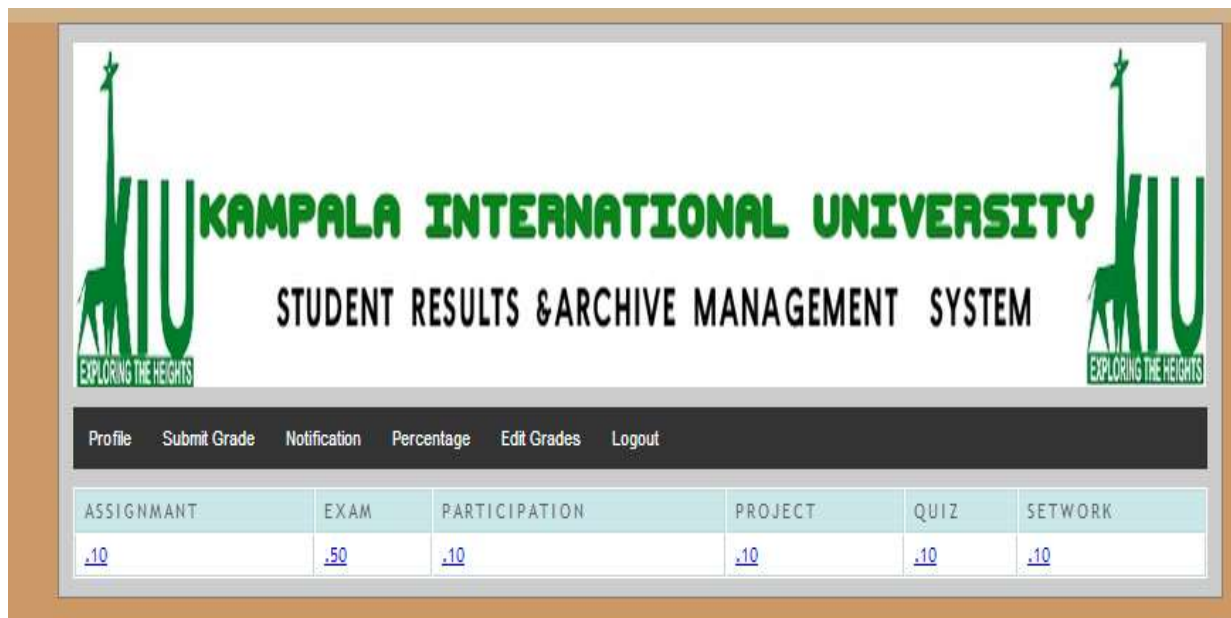 KIU KAMPALA INTERNATIONAL UNIVERSITY KIU
STUDENT RESULTS &ARCHIVE MANAGEMENT SYSTEM
EXPLORING THE HEIGHTS EXPLORING THE HEIGHTS
Profile Submit Grade Notification Percentage Edit Grades Logout
ASSIGNMANT EXAM PARTICIPATION PROJECT QUIZ SETWORK
.10 .50 .10 .10 .10 .10